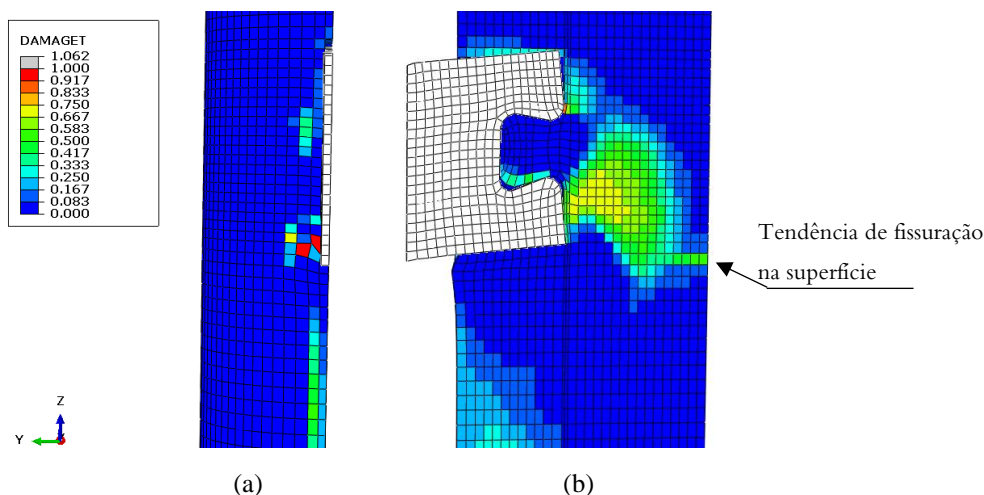 DAMAGET
1.062
1.000
0.917
0.833
0.750
0.667
0.583
0.500
0.417
0.333
0.250
0.167
0.083
0.000
Tendência de fissuração
na superfície
Z
Y
(a)
(b)